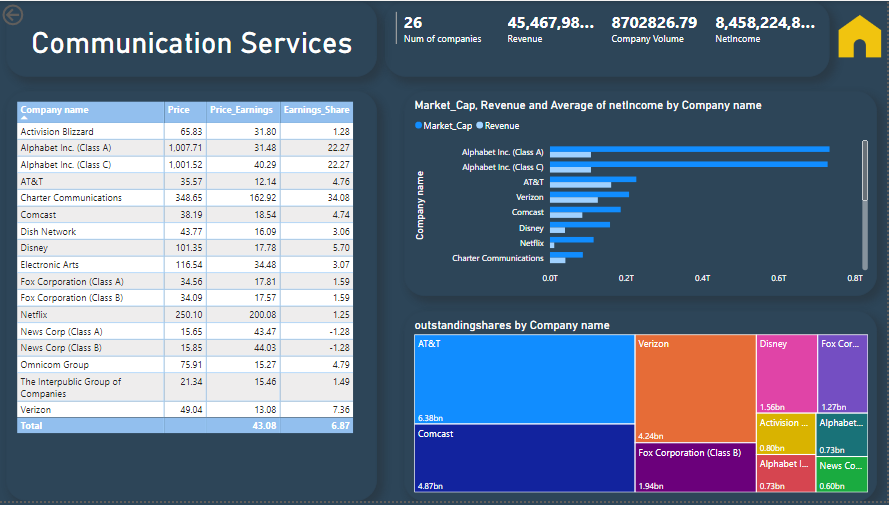 Communication Services
26
Num of companies
45,467,98...
Revenue
8702826.79
Company Volume
8,458,224,8...
NetIncome
Company name Price Price_Earnings Earnings_Share
Activision Blizzard 65.83 31.80 1.28
Alphabet Inc. (Class A) 1,007.71 31.48 22.27
Alphabet Inc. (Class C) 1,001.52 40.29 22.27
AT&T 35.57 12.14 4.76
Charter Communications 348.65 162.92 34.08
Comcast 38.19 18.54 4.74
Dish Network 43.77 16.09 3.06
Disney 101.35 17.78 5.70
Electronic Arts 116.54 34.48 3.07
Fox Corporation (Class A) 34.56 17.81 1.59
Fox Corporation (Class B) 34.09 17.57 1.59
Netflix 250.10 200.08 1.25
News Corp (Class A) 15.65 43.47 -1.28
News Corp (Class B) 15.85 44.03 -1.28
Omnicom Group 75.91 15.27 4.79
The Interpublic Group of
Companies 21.34 15.46 1.49
Verizon 49.04 13.08 7.36
Total 43.08 6.87
Market_Cap, Revenue and Average of netIncome by Company name
Market_Cap Revenue
Company name
Alphabet Inc. (Class A)
Alphabet Inc. (Class C)
AT&T
Verizon
Comcast
Disney
Netflix
Charter Communications
0.0T 0.2T 0.4T 0.6T 0.8T
outstandingshares by Company name
AT&T
6.38bn
Comcast
4.87bn
Verizon
4.24bn
Fox Corporation (Class B)
1.94bn
Disney
1.56bn
Fox Cor...
1.27bn
Activision ...
0.80bn
Alphabet...
0.73bn
Alphabet I...
0.73bn
News Co...
0.60bn